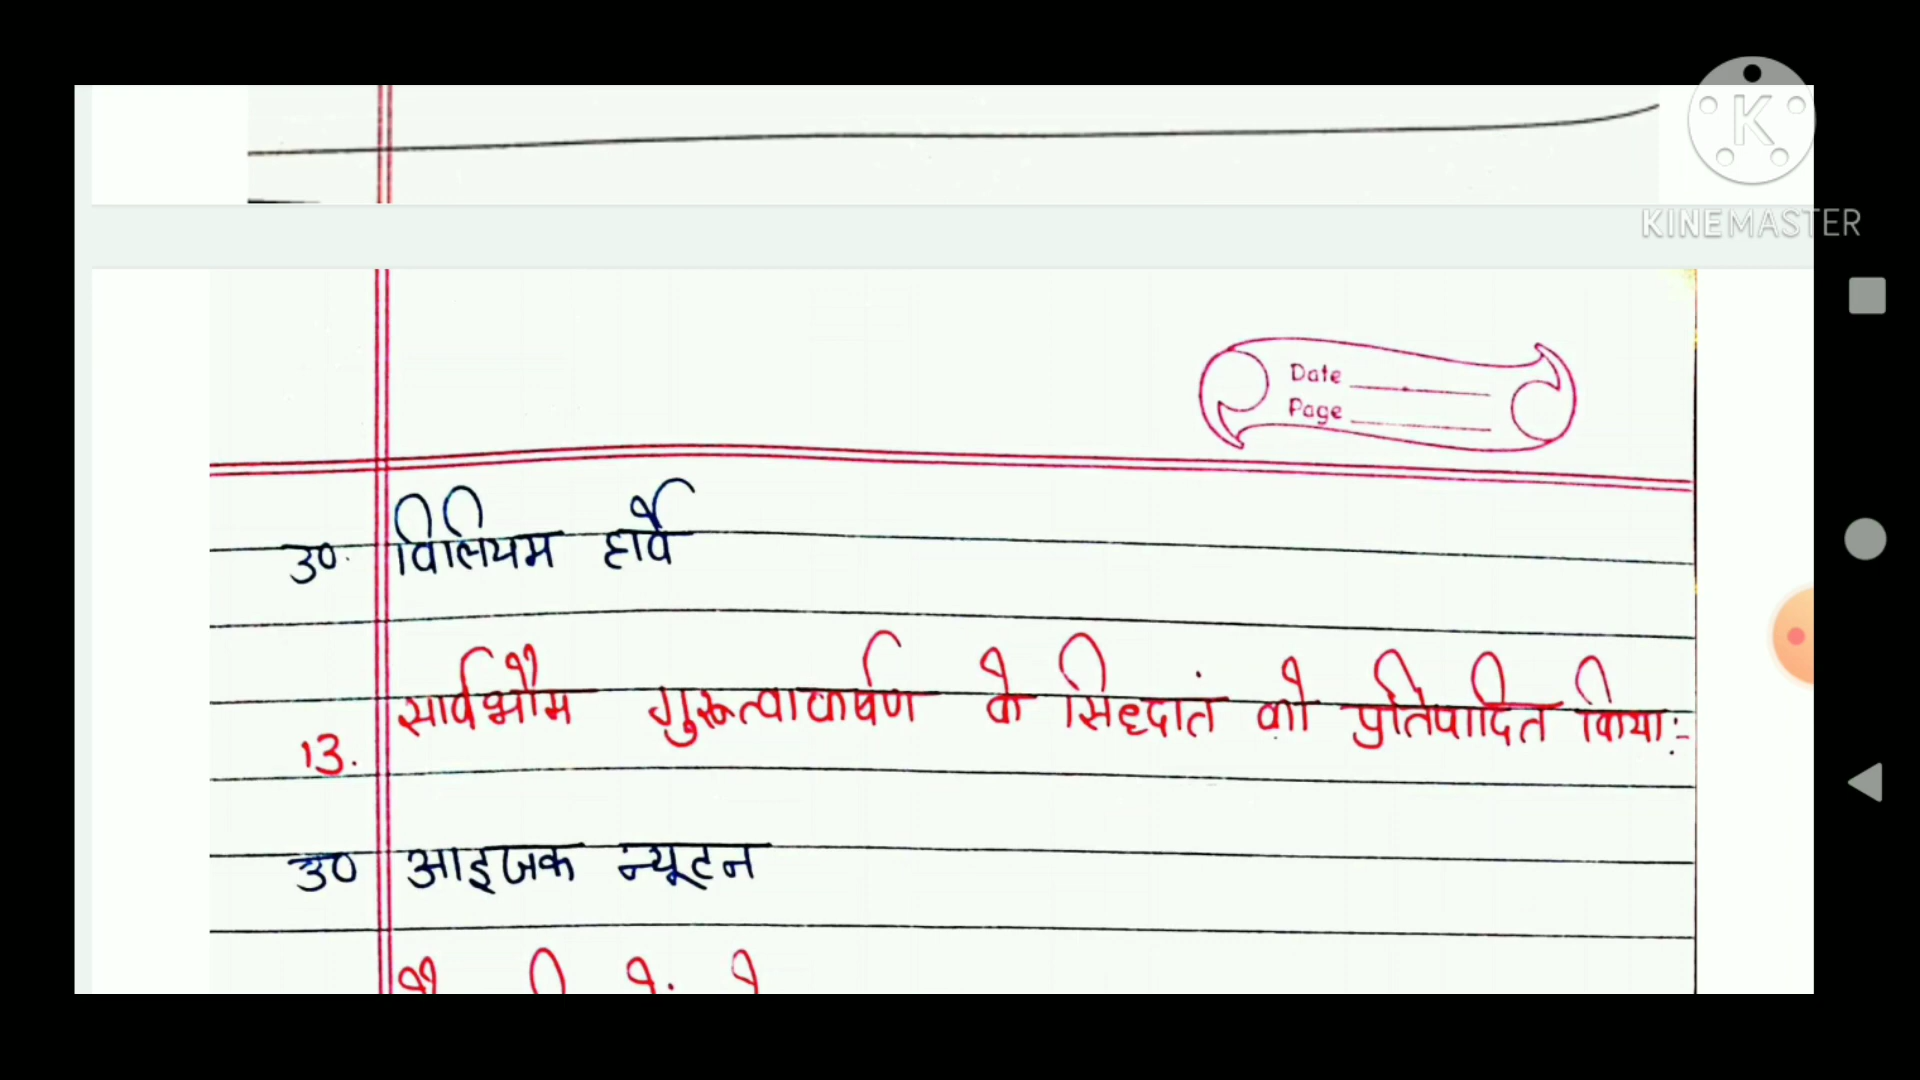 KINEMASTER
Date
Page
उ०. विलियम हार्वे
13. सार्वभौम गुरूत्वाकर्षण के सिद्दांत को प्रतिपादित किया:-
उ० आइजक न्यूटन